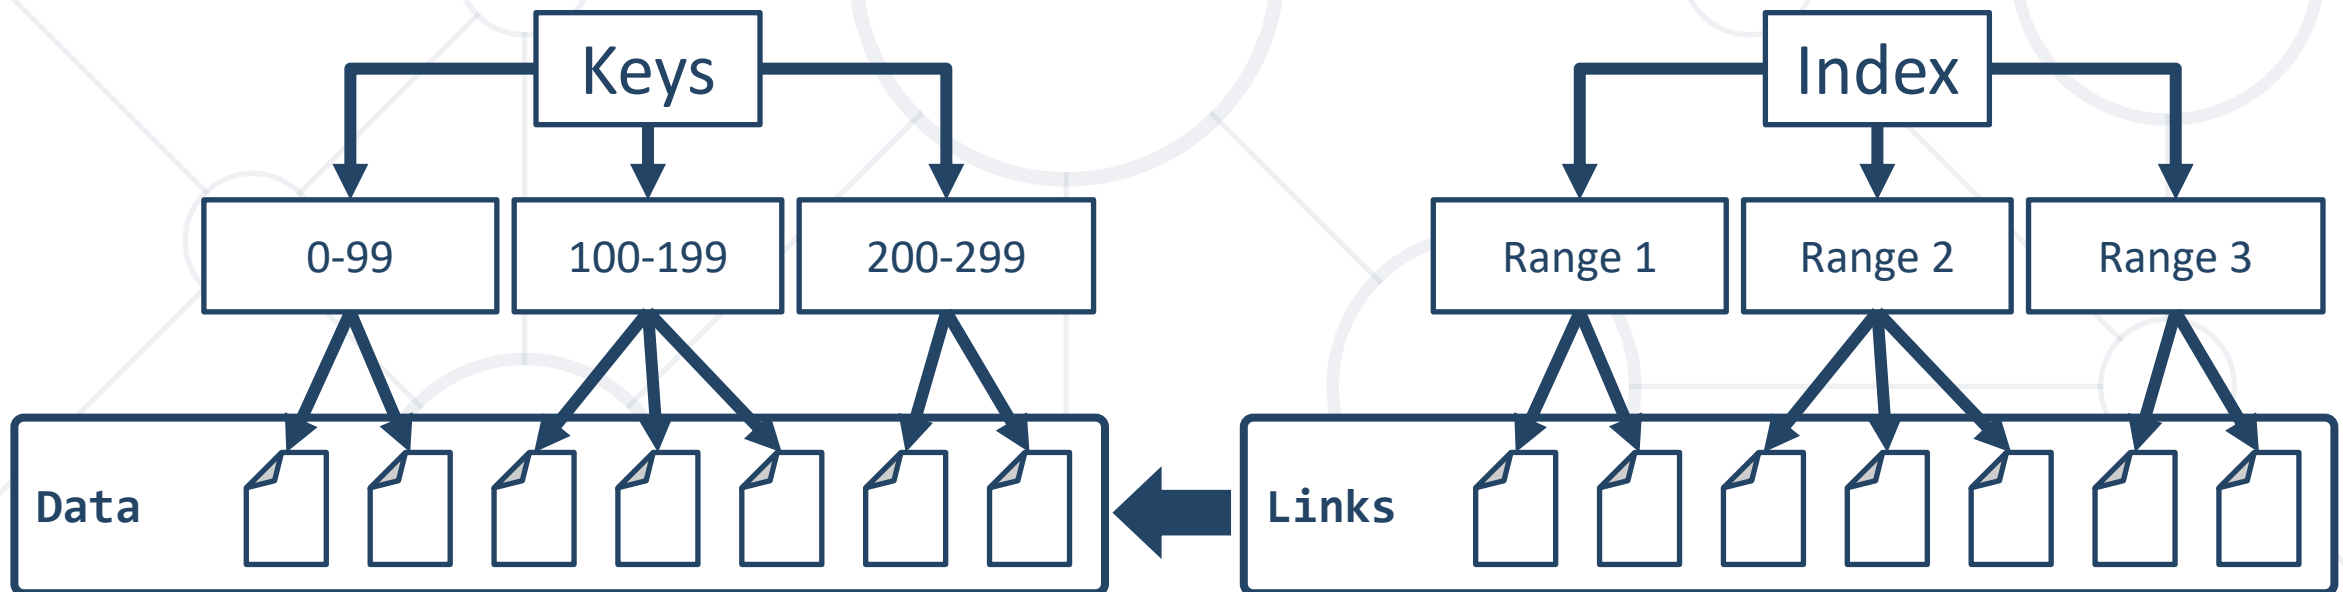 Keys
0-99
100-199
200-299
Data
Index
Range 1
Range 2
Range 3
Links